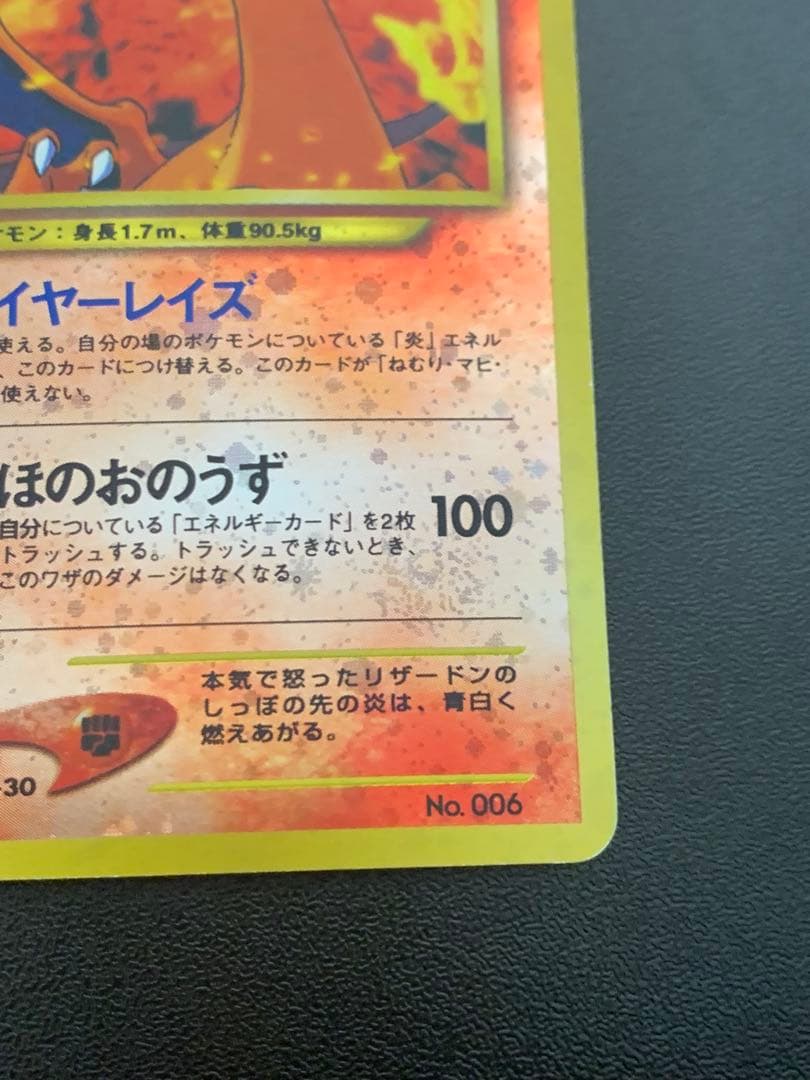 モン：身長1.7m、体重90.5kg
イヤーレイズ
使える。自分の場のポケモンについている「炎」エネル
、このカードにつけ替える。このカードが「ねむり・マヒ・
使えない。
ほのおのうず
100
自分についている「エネルギーカード」を2枚
トラッシュする。トラッシュできないとき、
このワザのダメージはなくなる。
本気で怒ったリザードンの
しっぽの先の炎は、青白く
燃えあがる。
-30
No. 006